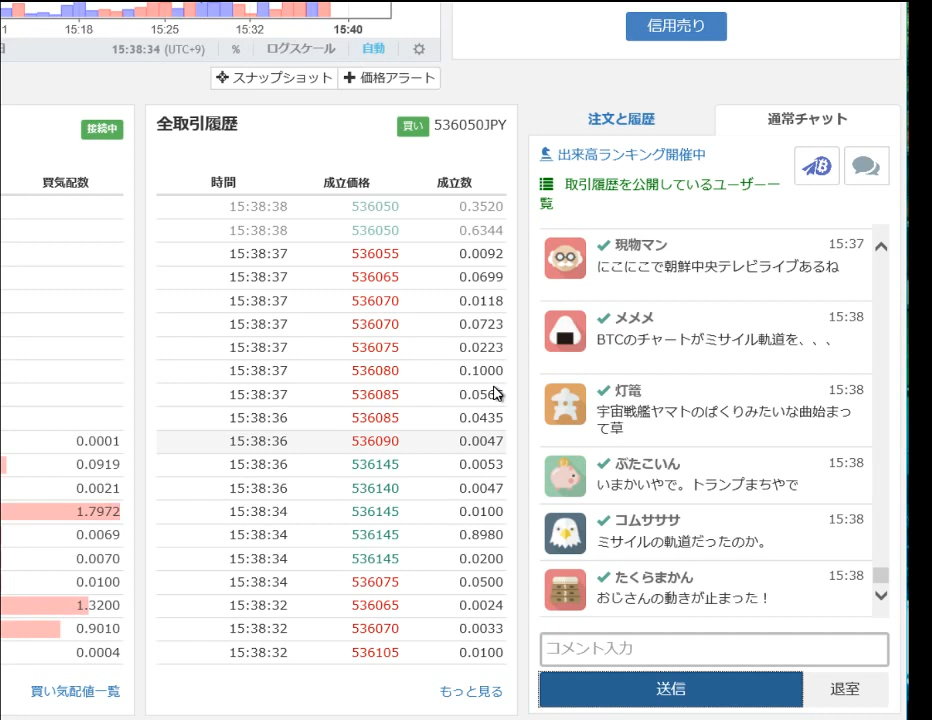 15:18 15:25 15:32 15:40
15:38:34 (UTC+9) % ログスケール 自動
スナップショット 価格アラート
信用売り
接続中
買気配数
0.0001
0.0919
0.0021
1.7972
0.0069
0.0070
0.0100
1.3200
0.9010
0.0004
買い気配値一覧
全取引履歴 買い 536050JPY
時間 成立価格 成立数
15:38:38 536050 0.3520
15:38:38 536050 0.6344
15:38:37 536055 0.0092
15:38:37 536065 0.0699
15:38:37 536070 0.0118
15:38:37 536070 0.0723
15:38:37 536075 0.0223
15:38:37 536080 0.1000
15:38:37 536085
15:38:36 536085 0.0435
15:38:36 536090 0.0047
15:38:36 536145 0.0053
15:38:36 536140 0.0047
15:38:34 536145 0.0100
15:38:34 536145 0.8980
15:38:34 536145 0.0200
15:38:34 536075 0.0500
15:38:32 536065 0.0024
15:38:32 536070 0.0033
15:38:32 536105 0.0100
もっと見る
注文と履歴 通常チャット
出来高ランキング開催中
取引履歴を公開しているユーザー一
覧
現物マン 15:37
にこにこで朝鮮中央テレビライブあるね
メメメ 15:38
BTCのチャートがミサイル軌道を、、、
灯篭 15:38
宇宙戦艦ヤマトのぱくりみたいな曲始まっ
て草
ぶたこいん 15:38
いまかいやで。トランプまちやで
コムササササ 15:38
ミサイルの軌道だったのか。
たくらまかん 15:38
おじさんの動きが止まった！
コメント入力
送信 退室